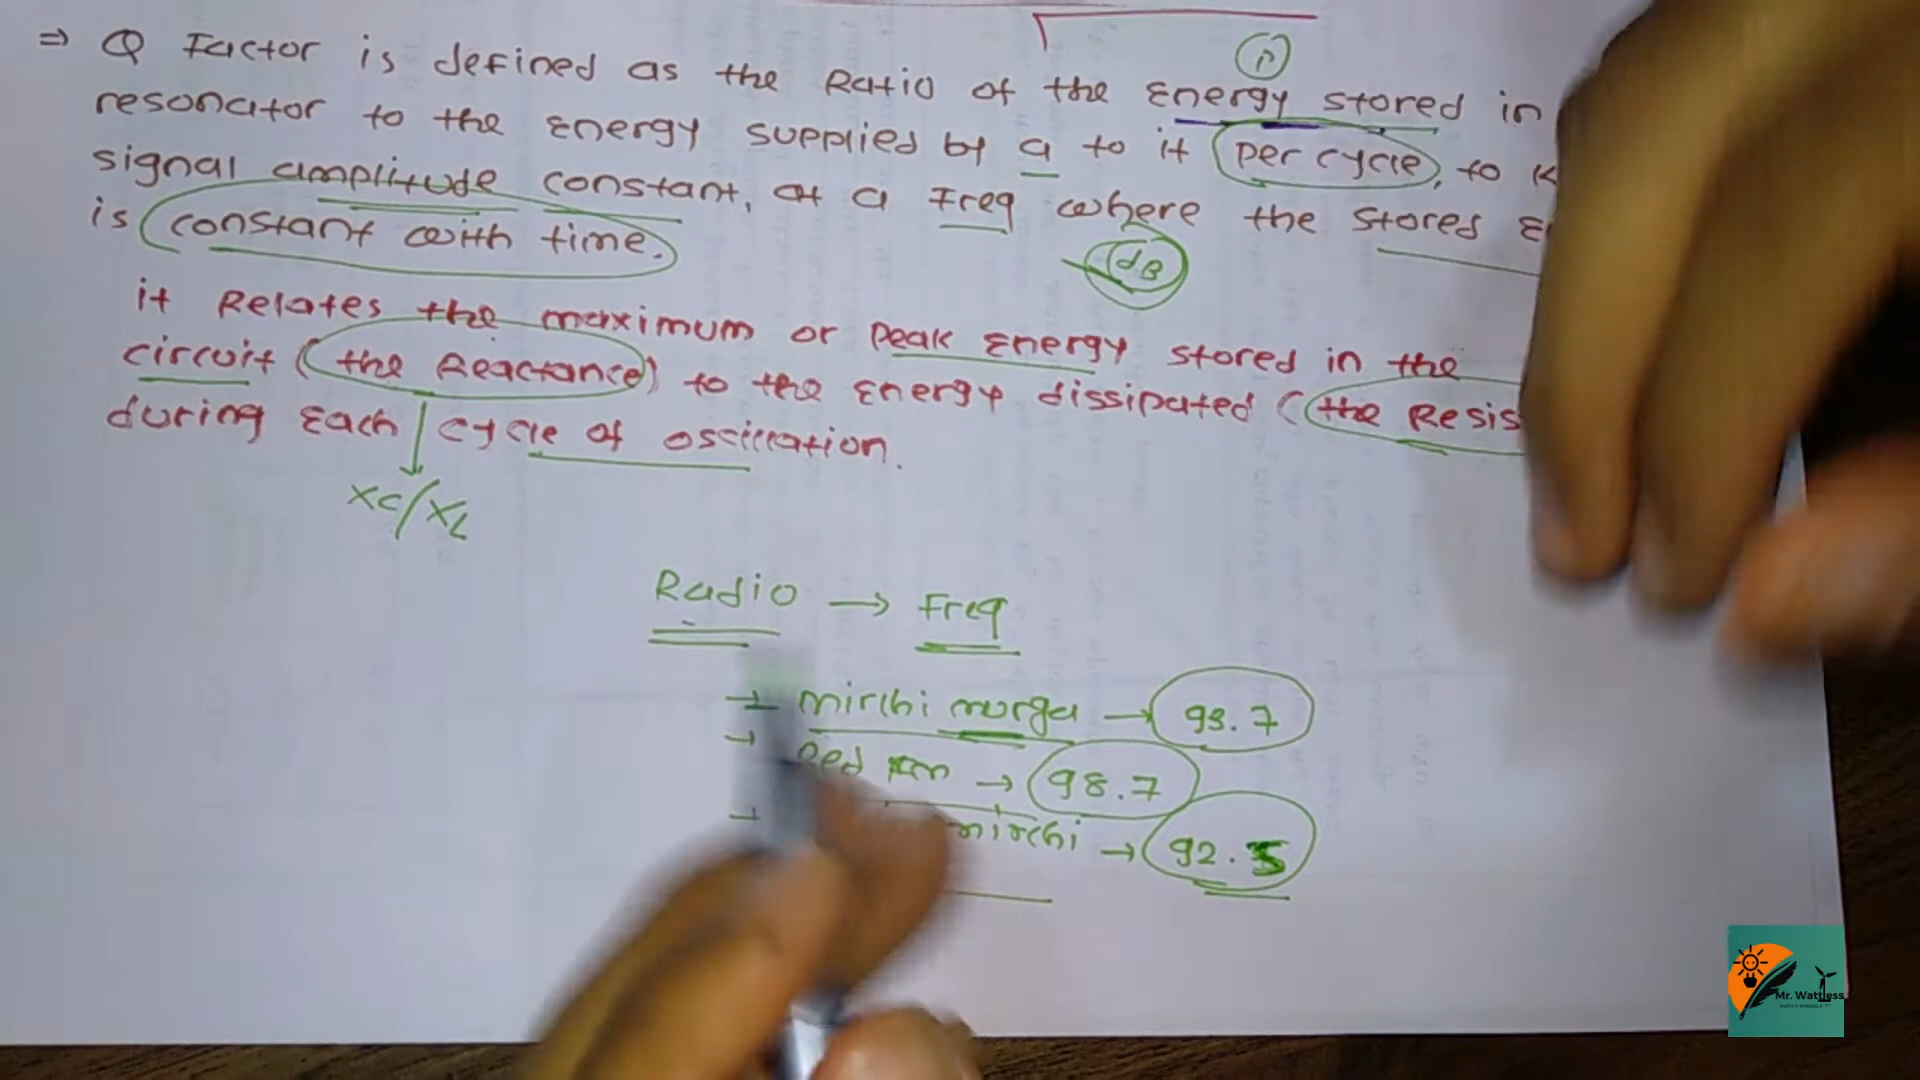 (i)
⇒ Q Factor is defined as the Ratio of the Energy stored in
resonator to the Energy supplied by a to it per cycle, to K
signal amplitude constant, at a Freq where the stored E
is constant with time.
dB
it Relates the maximum or Peak Energy stored in the
circuit (the Reactance) to the Energy dissipated (the Resis
during Each cycle of oscillation.
XC/XL
Radio → Freq
→ mirchi murga → 93.7
→ Red → 98.7
→ mirchi → 92.5
Mr. Wattless